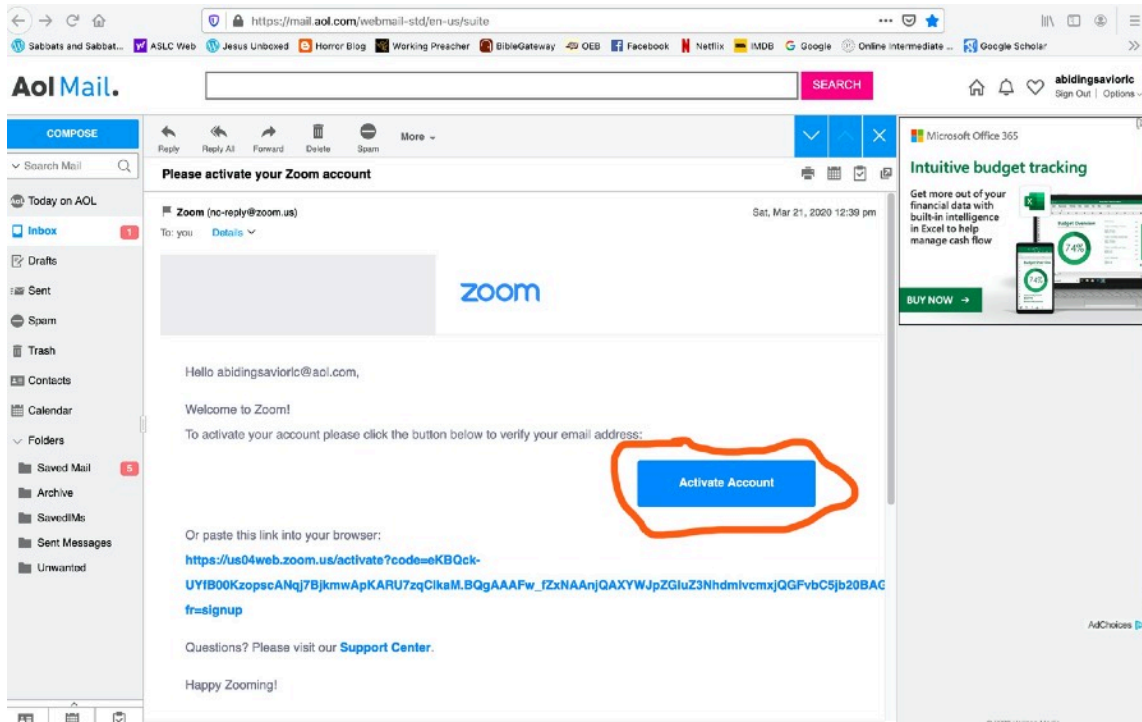 https://mail.aol.com/webmail-std/en-us/suite
Sabbats and Sabbat... ASLC Web Jesus Unboxed Horror Blog Working Preacher BibleGateway OEB Facebook Netflix IMDB Google Online Intermediate ... Google Scholar
Aol Mail.
SEARCH
abidingsaviorlc
Sign Out | Options
COMPOSE
Search Mail
Today on AOL
Inbox 1
Drafts
Sent
Spam
Trash
Contacts
Calendar
Folders
Saved Mail 5
Archive
SavedIMs
Sent Messages
Unwanted
Reply Reply All Forward Delete Spam More
Please activate your Zoom account
Zoom (no-reply@zoom.us) Sat, Mar 21, 2020 12:39 pm
To: you Details
zoom
Hello abidingsaviorlc@aol.com,
Welcome to Zoom!
To activate your account please click the button below to verify your email address:
Activate Account
Or paste this link into your browser:
https://us04web.zoom.us/activate?code=eKBQck-
UYfB00KzopscANqj7BjkmwApKARU7zqClkaM.BQgAAAFw_fZxNAAnjQAXYWJpZGluZ3NhdmlvcmxjQGFvbC5jb20BAG
fr=signup
Questions? Please visit our Support Center.
Happy Zooming!
Microsoft Office 365
Intuitive budget tracking
Get more out of your
financial data with
built-in intelligence
in Excel to help
manage cash flow
74%
74%
BUY NOW →
AdChoices